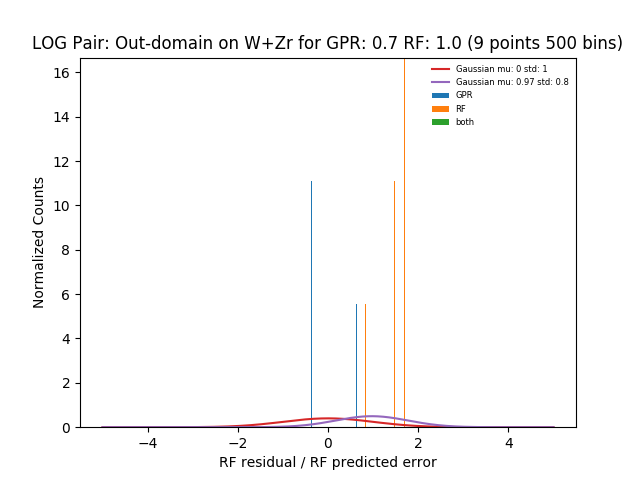 LOG Pair: Out-domain on W+Zr for GPR: 0.7 RF: 1.0 (9 points 500 bins)
Normalized Counts
16
14
12
10
8
6
4
2
0
Gaussian mu: 0 std: 1
Gaussian mu: 0.97 std: 0.8
GPR
RF
both
−4
−2
0
2
4
RF residual / RF predicted error